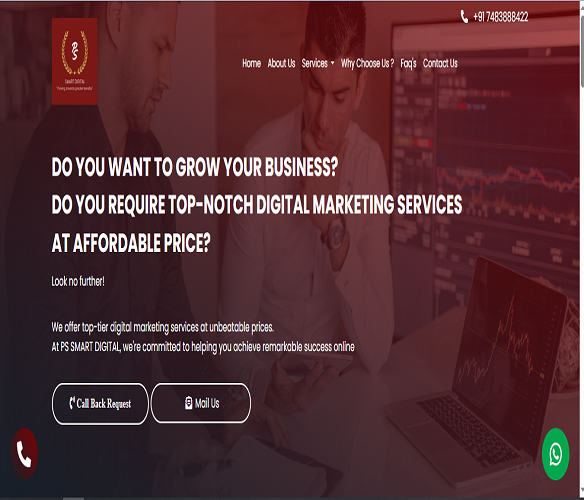 +91 7483888422
SMART DIGITAL
Home About Us Services Why Choose Us ? Faq's Contact Us
DO YOU WANT TO GROW YOUR BUSINESS?
DO YOU REQUIRE TOP-NOTCH DIGITAL MARKETING SERVICES
AT AFFORDABLE PRICE?
Look no further!
We offer top-tier digital marketing services at unbeatable prices.
At PS SMART DIGITAL, we're committed to helping you achieve remarkable success online
Call Back Request Mail Us